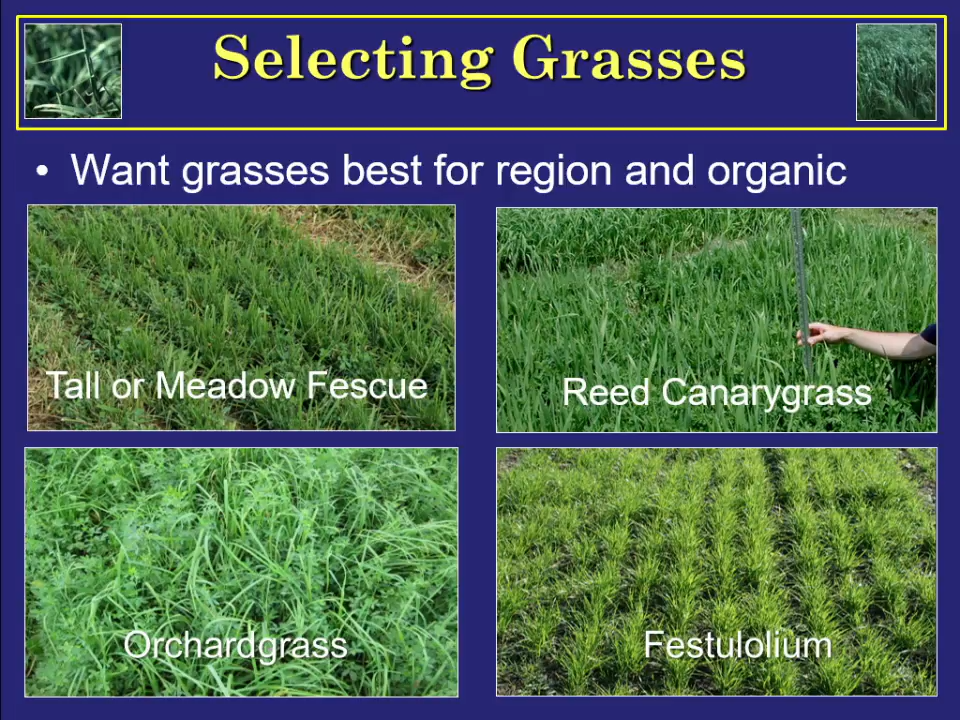 Selecting Grasses
• Want grasses best for region and organic
Tall or Meadow Fescue
Reed Canarygrass
Orchardgrass
Festulolium